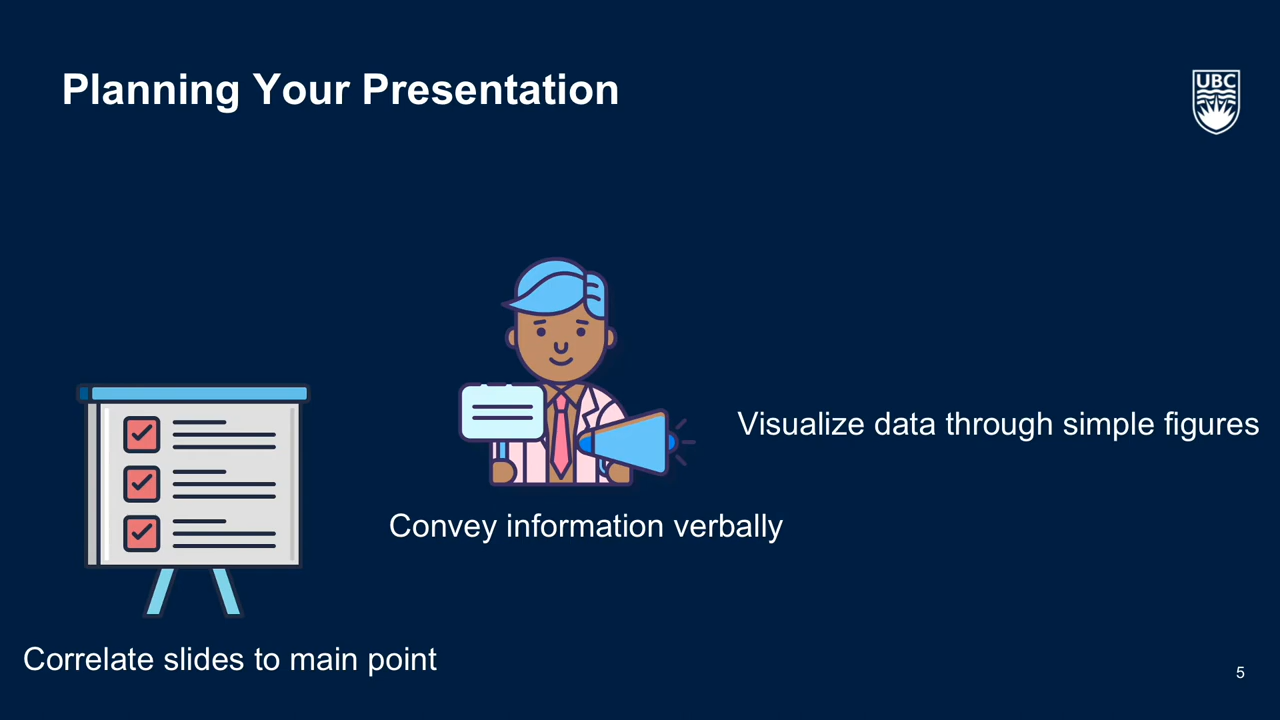 Planning Your Presentation
UBC
Visualize data through simple figures
Convey information verbally
Correlate slides to main point
5